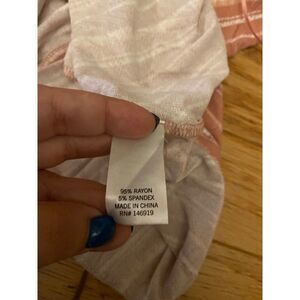 95% RAYON
5% SPANDEX
MADE IN CHINA
RN# 146919